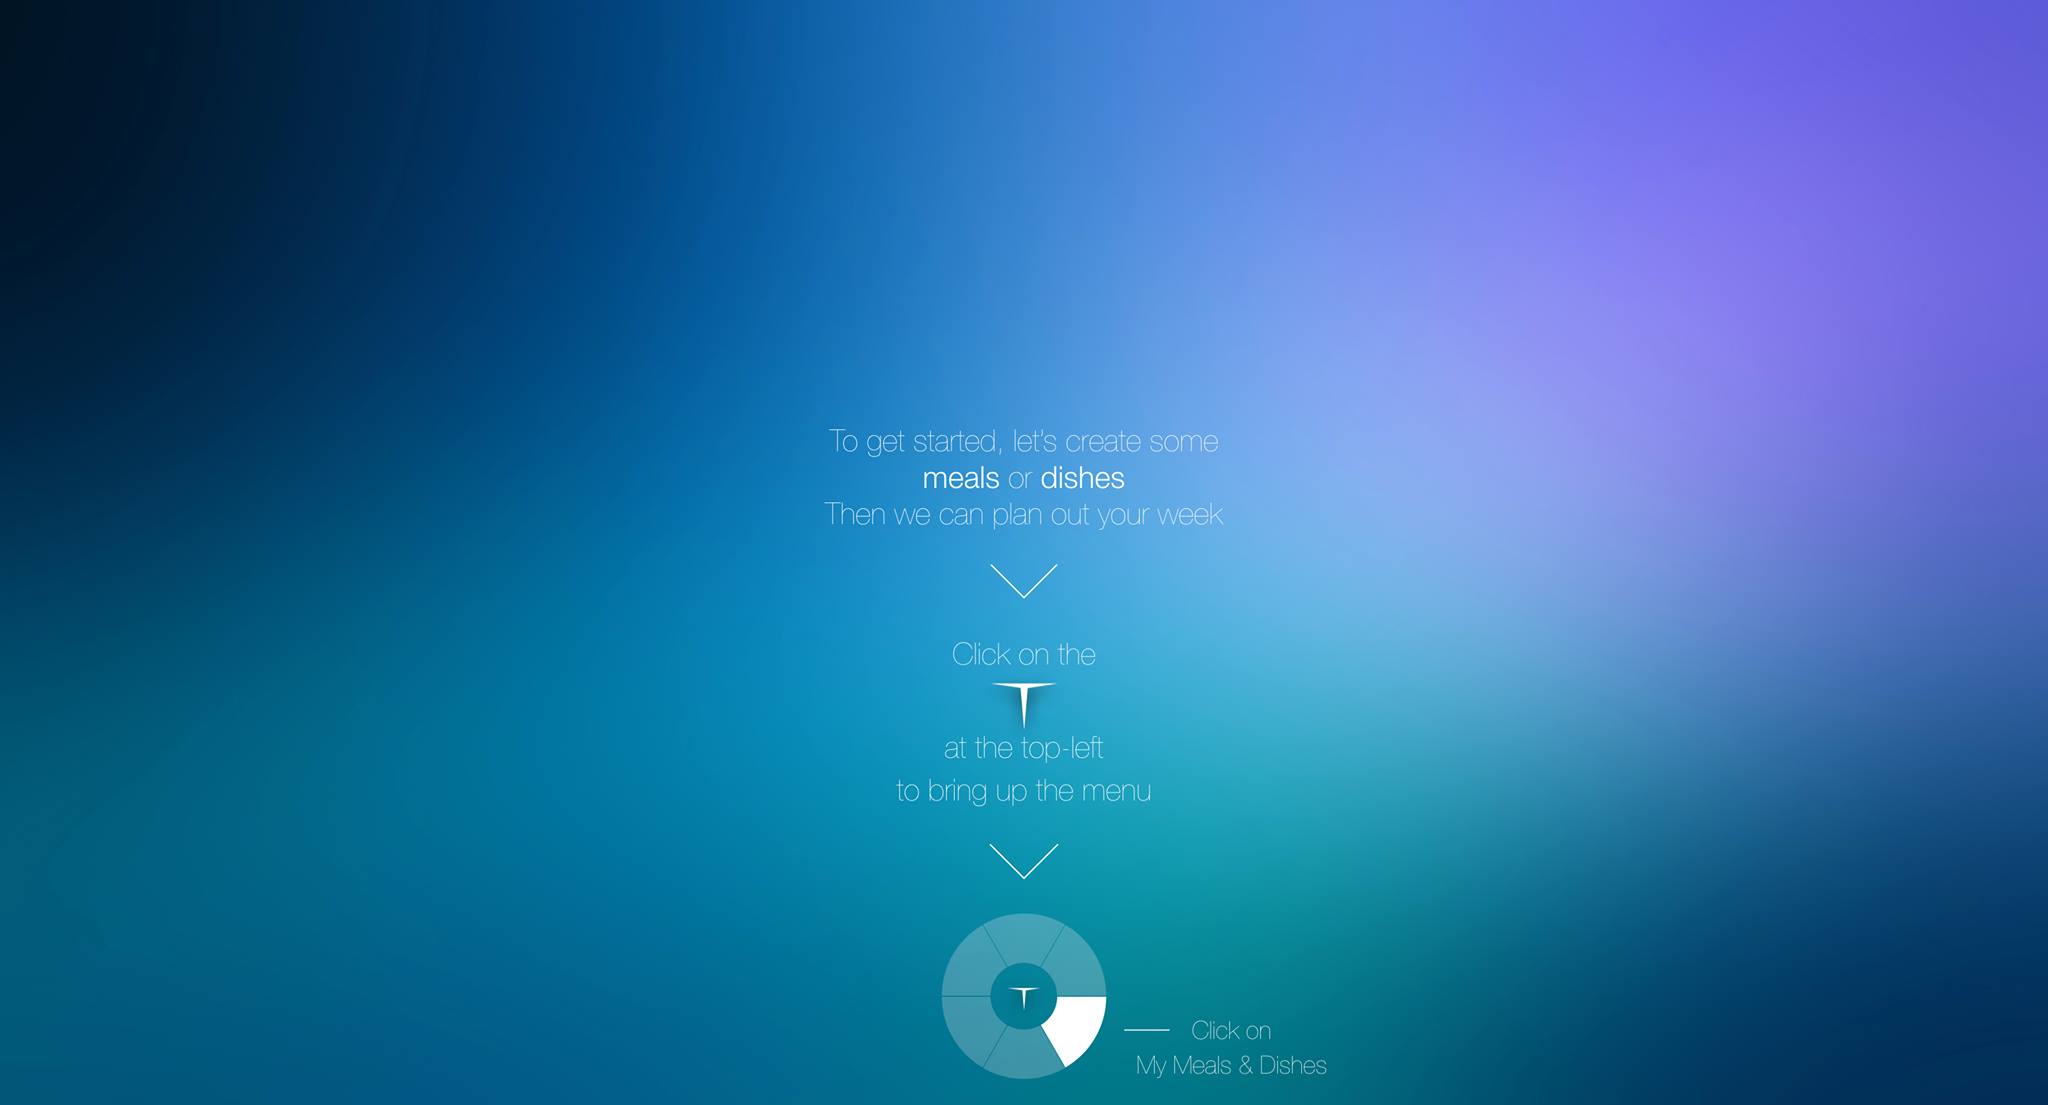 To get started, let's create some
meals or dishes
Then we can plan out your week
Click on the
T
at the top-left
to bring up the menu
T
Click on
My Meals & Dishes